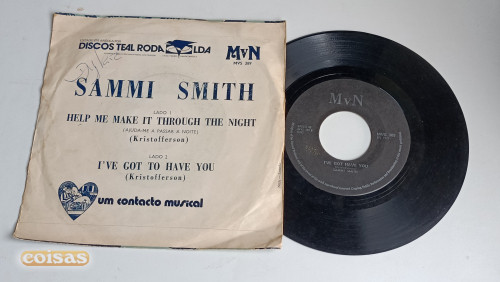 DISCOS TEAL RODA LDA
MvN
MVS 389
SAMMI SMITH
LADO 1
HELP ME MAKE IT THROUGH THE NIGHT
(AJUDA-ME A PASSAR A NOITE)
(Kristofferson)
LADO 2
I'VE GOT TO HAVE YOU
(Kristofferson)
um contacto musical
MvN
I'VE GOT HAVE YOU
coisas